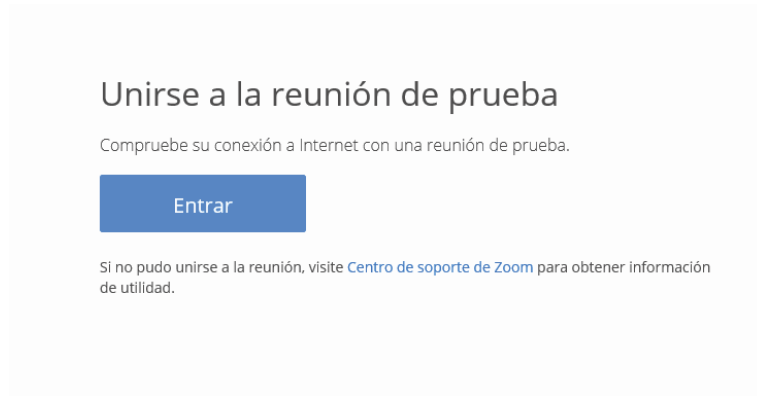 Unirse a la reunión de prueba
Compruebe su conexión a Internet con una reunión de prueba.
Entrar
Si no pudo unirse a la reunión, visite Centro de soporte de Zoom para obtener información
de utilidad.